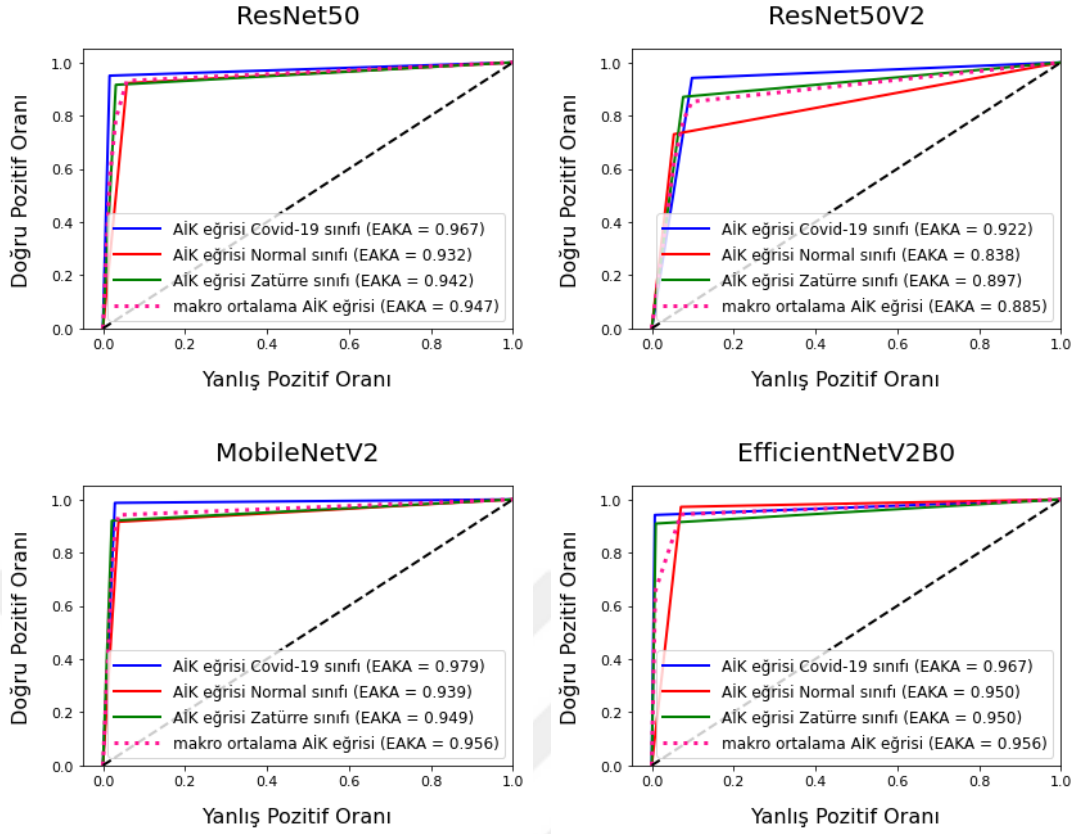 ResNet50
Doğru Pozitif Oranı
1.0
0.8
0.6
0.4
0.2
0.0
AİK eğrisi Covid-19 sınıfı (EAKA = 0.967)
AİK eğrisi Normal sınıfı (EAKA = 0.932)
AİK eğrisi Zatürre sınıfı (EAKA = 0.942)
makro ortalama AİK eğrisi (EAKA = 0.947)
0.0 0.2 0.4 0.6 0.8 1.0
Yanlış Pozitif Oranı
ResNet50V2
Doğru Pozitif Oranı
1.0
0.8
0.6
0.4
0.2
0.0
AİK eğrisi Covid-19 sınıfı (EAKA = 0.922)
AİK eğrisi Normal sınıfı (EAKA = 0.838)
AİK eğrisi Zatürre sınıfı (EAKA = 0.897)
makro ortalama AİK eğrisi (EAKA = 0.885)
0.0 0.2 0.4 0.6 0.8 1.0
Yanlış Pozitif Oranı
MobileNetV2
Doğru Pozitif Oranı
1.0
0.8
0.6
0.4
0.2
0.0
AİK eğrisi Covid-19 sınıfı (EAKA = 0.979)
AİK eğrisi Normal sınıfı (EAKA = 0.939)
AİK eğrisi Zatürre sınıfı (EAKA = 0.949)
makro ortalama AİK eğrisi (EAKA = 0.956)
0.0 0.2 0.4 0.6 0.8 1.0
Yanlış Pozitif Oranı
EfficientNetV2B0
Doğru Pozitif Oranı
1.0
0.8
0.6
0.4
0.2
0.0
AİK eğrisi Covid-19 sınıfı (EAKA = 0.967)
AİK eğrisi Normal sınıfı (EAKA = 0.950)
AİK eğrisi Zatürre sınıfı (EAKA = 0.950)
makro ortalama AİK eğrisi (EAKA = 0.956)
0.0 0.2 0.4 0.6 0.8 1.0
Yanlış Pozitif Oranı